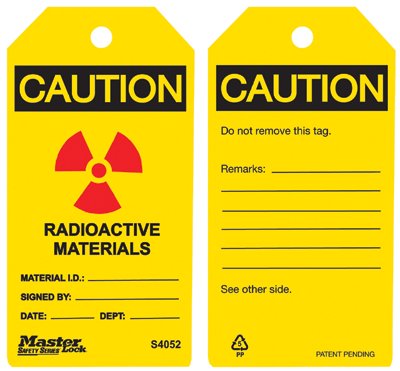 CAUTION
RADIOACTIVE
MATERIALS
MATERIAL I.D.:
SIGNED BY:
DATE: DEPT:
Master Lock
SAFETY SERIES
S4052
CAUTION
Do not remove this tag.
Remarks:
See other side.
5
PP
PATENT PENDING